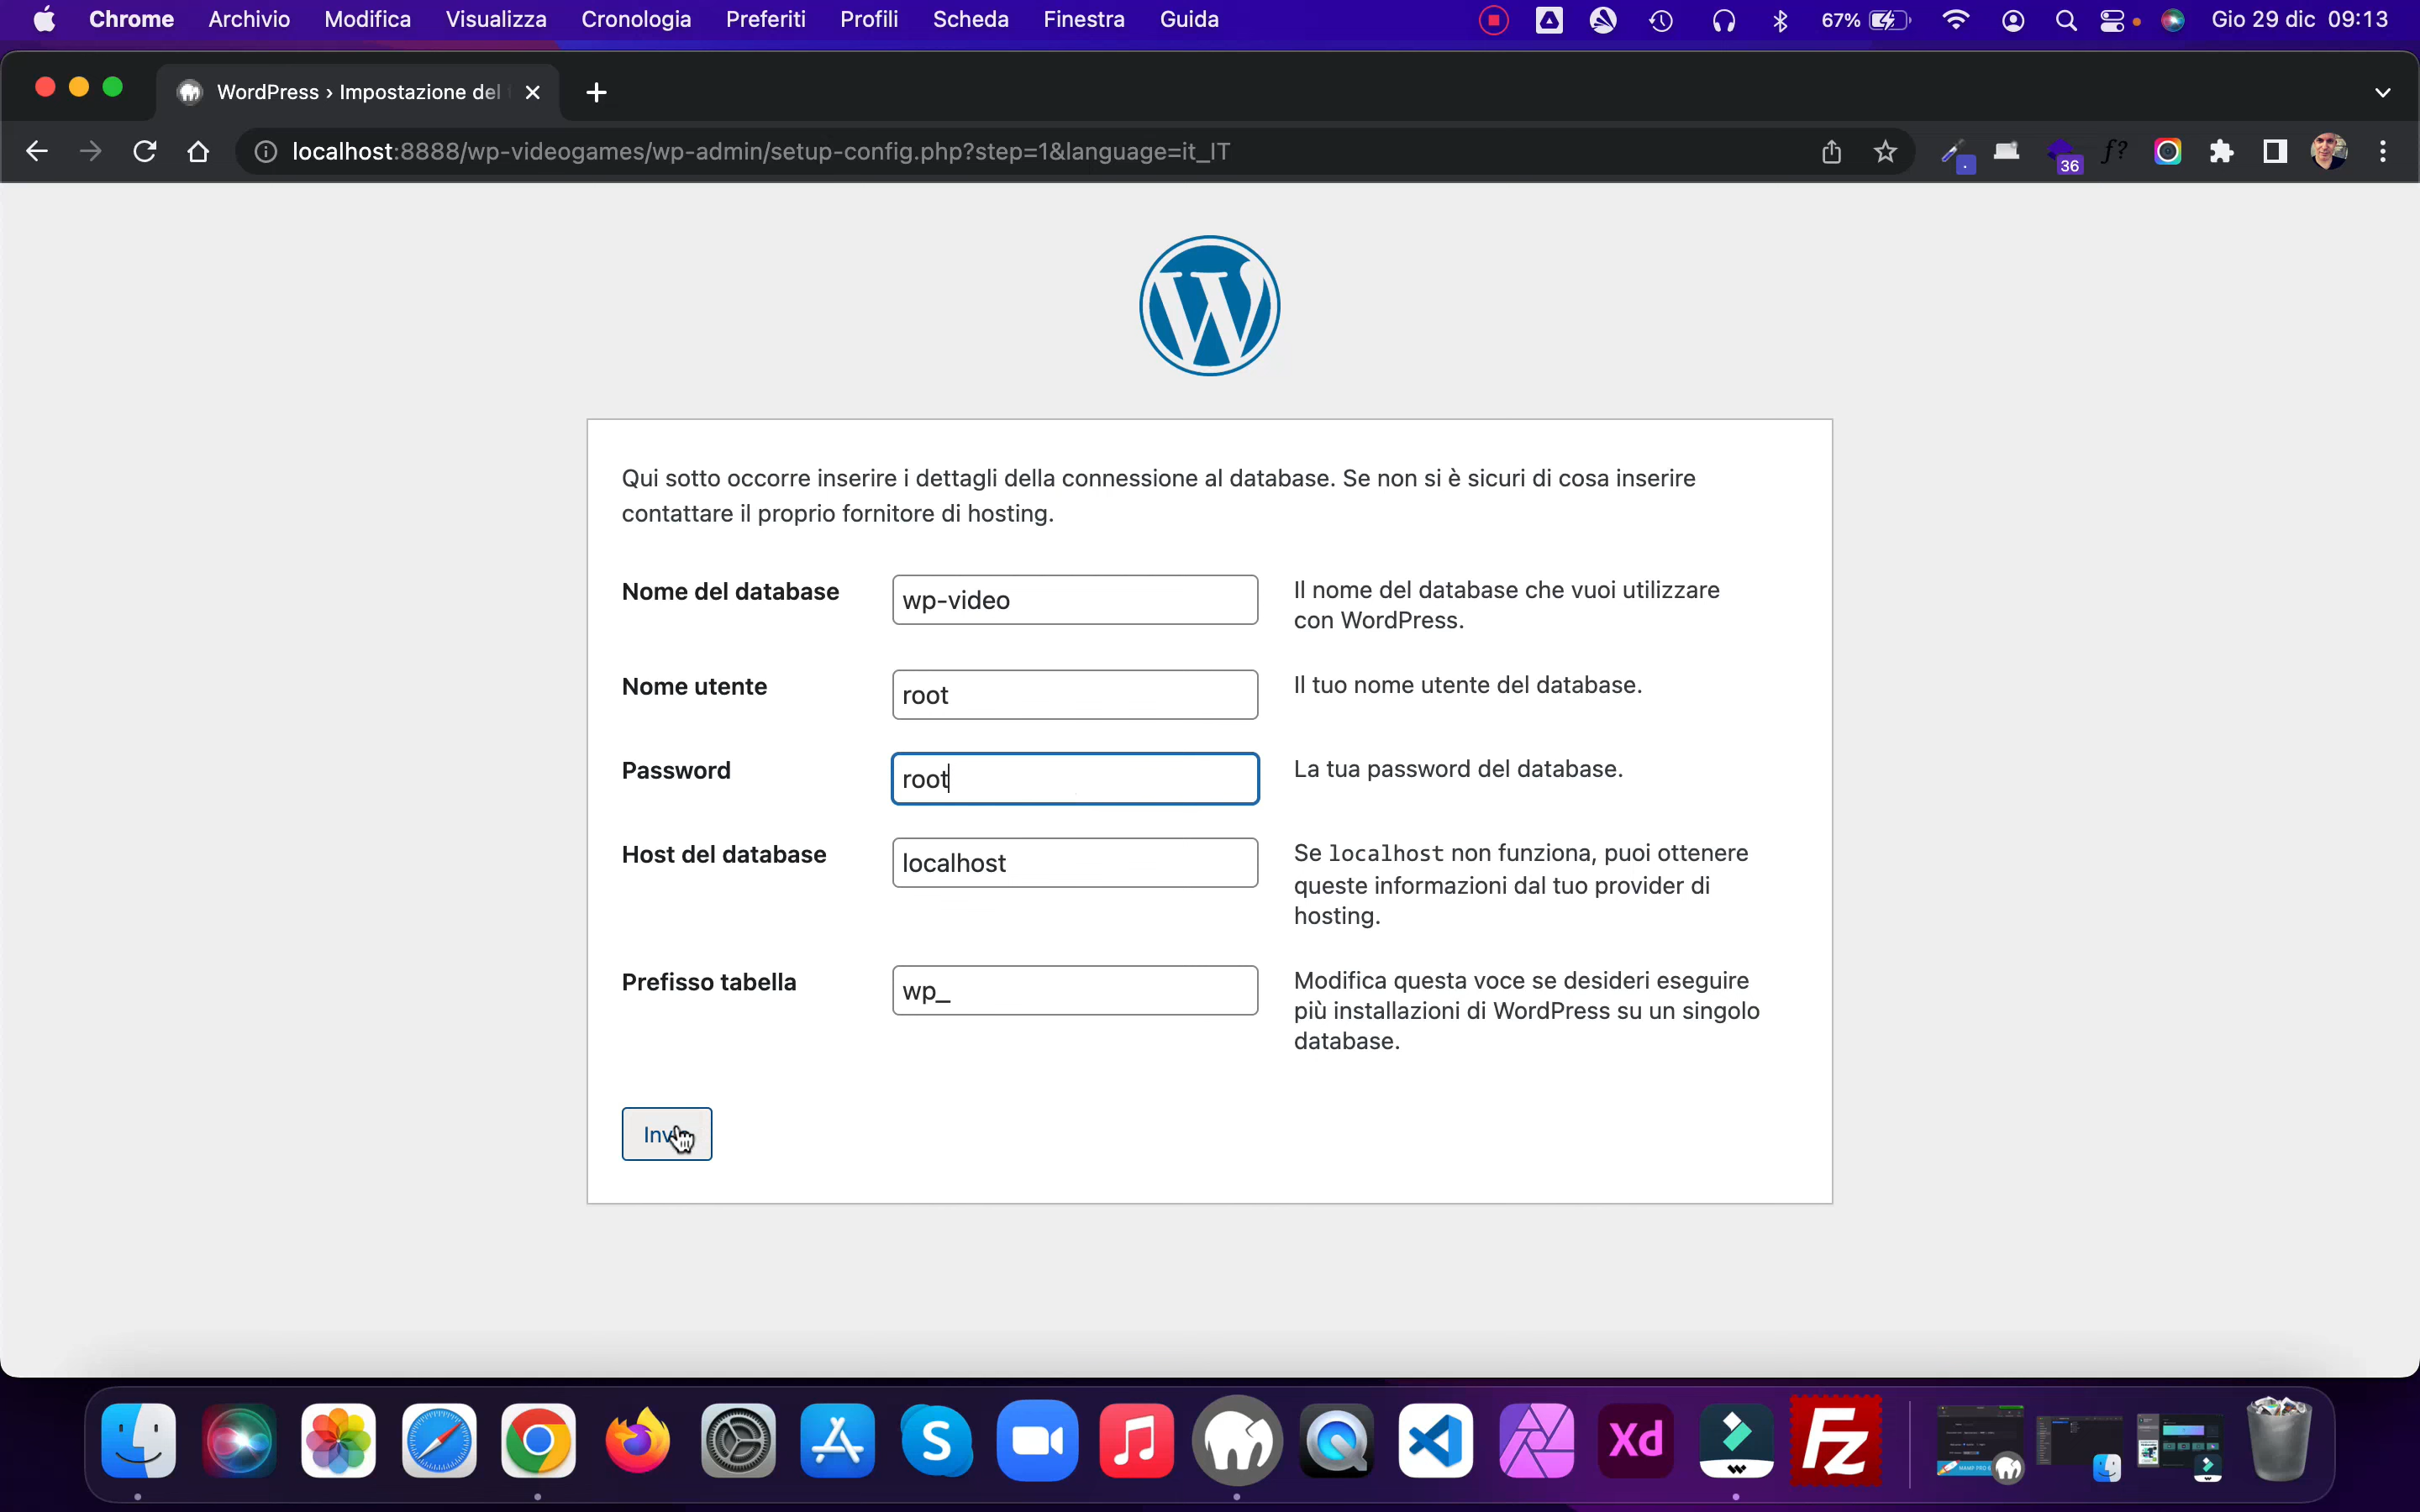 Chrome Archivio Modifica Visualizza Cronologia Preferiti Profili Scheda Finestra Guida 67% Gio 29 dic 09:13
WordPress › Impostazione del
localhost:8888/wp-videogames/wp-admin/setup-config.php?step=1&language=it_IT
f?
36
W
Qui sotto occorre inserire i dettagli della connessione al database. Se non si è sicuri di cosa inserire
contattare il proprio fornitore di hosting.
Nome del database
wp-video
Il nome del database che vuoi utilizzare
con WordPress.
Nome utente
root
Il tuo nome utente del database.
Password
root
La tua password del database.
Host del database
localhost
Se localhost non funziona, puoi ottenere
queste informazioni dal tuo provider di
hosting.
Prefisso tabella
wp_
Modifica questa voce se desideri eseguire
più installazioni di WordPress su un singolo
database.
S
Xd
Fz